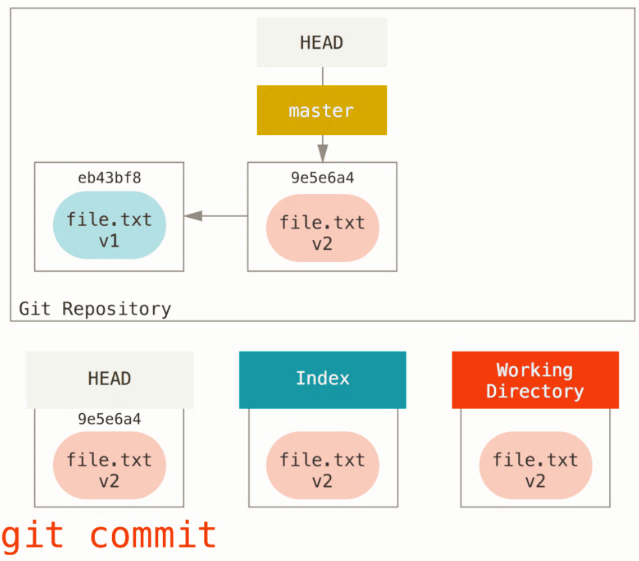 HEAD
master
eb43bf8
9e5e6a4
file.txt
v1
file.txt
v2
Git Repository
HEAD
Index
Working
Directory
9e5e6a4
file.txt
v2
file.txt
v2
file.txt
v2
git commit